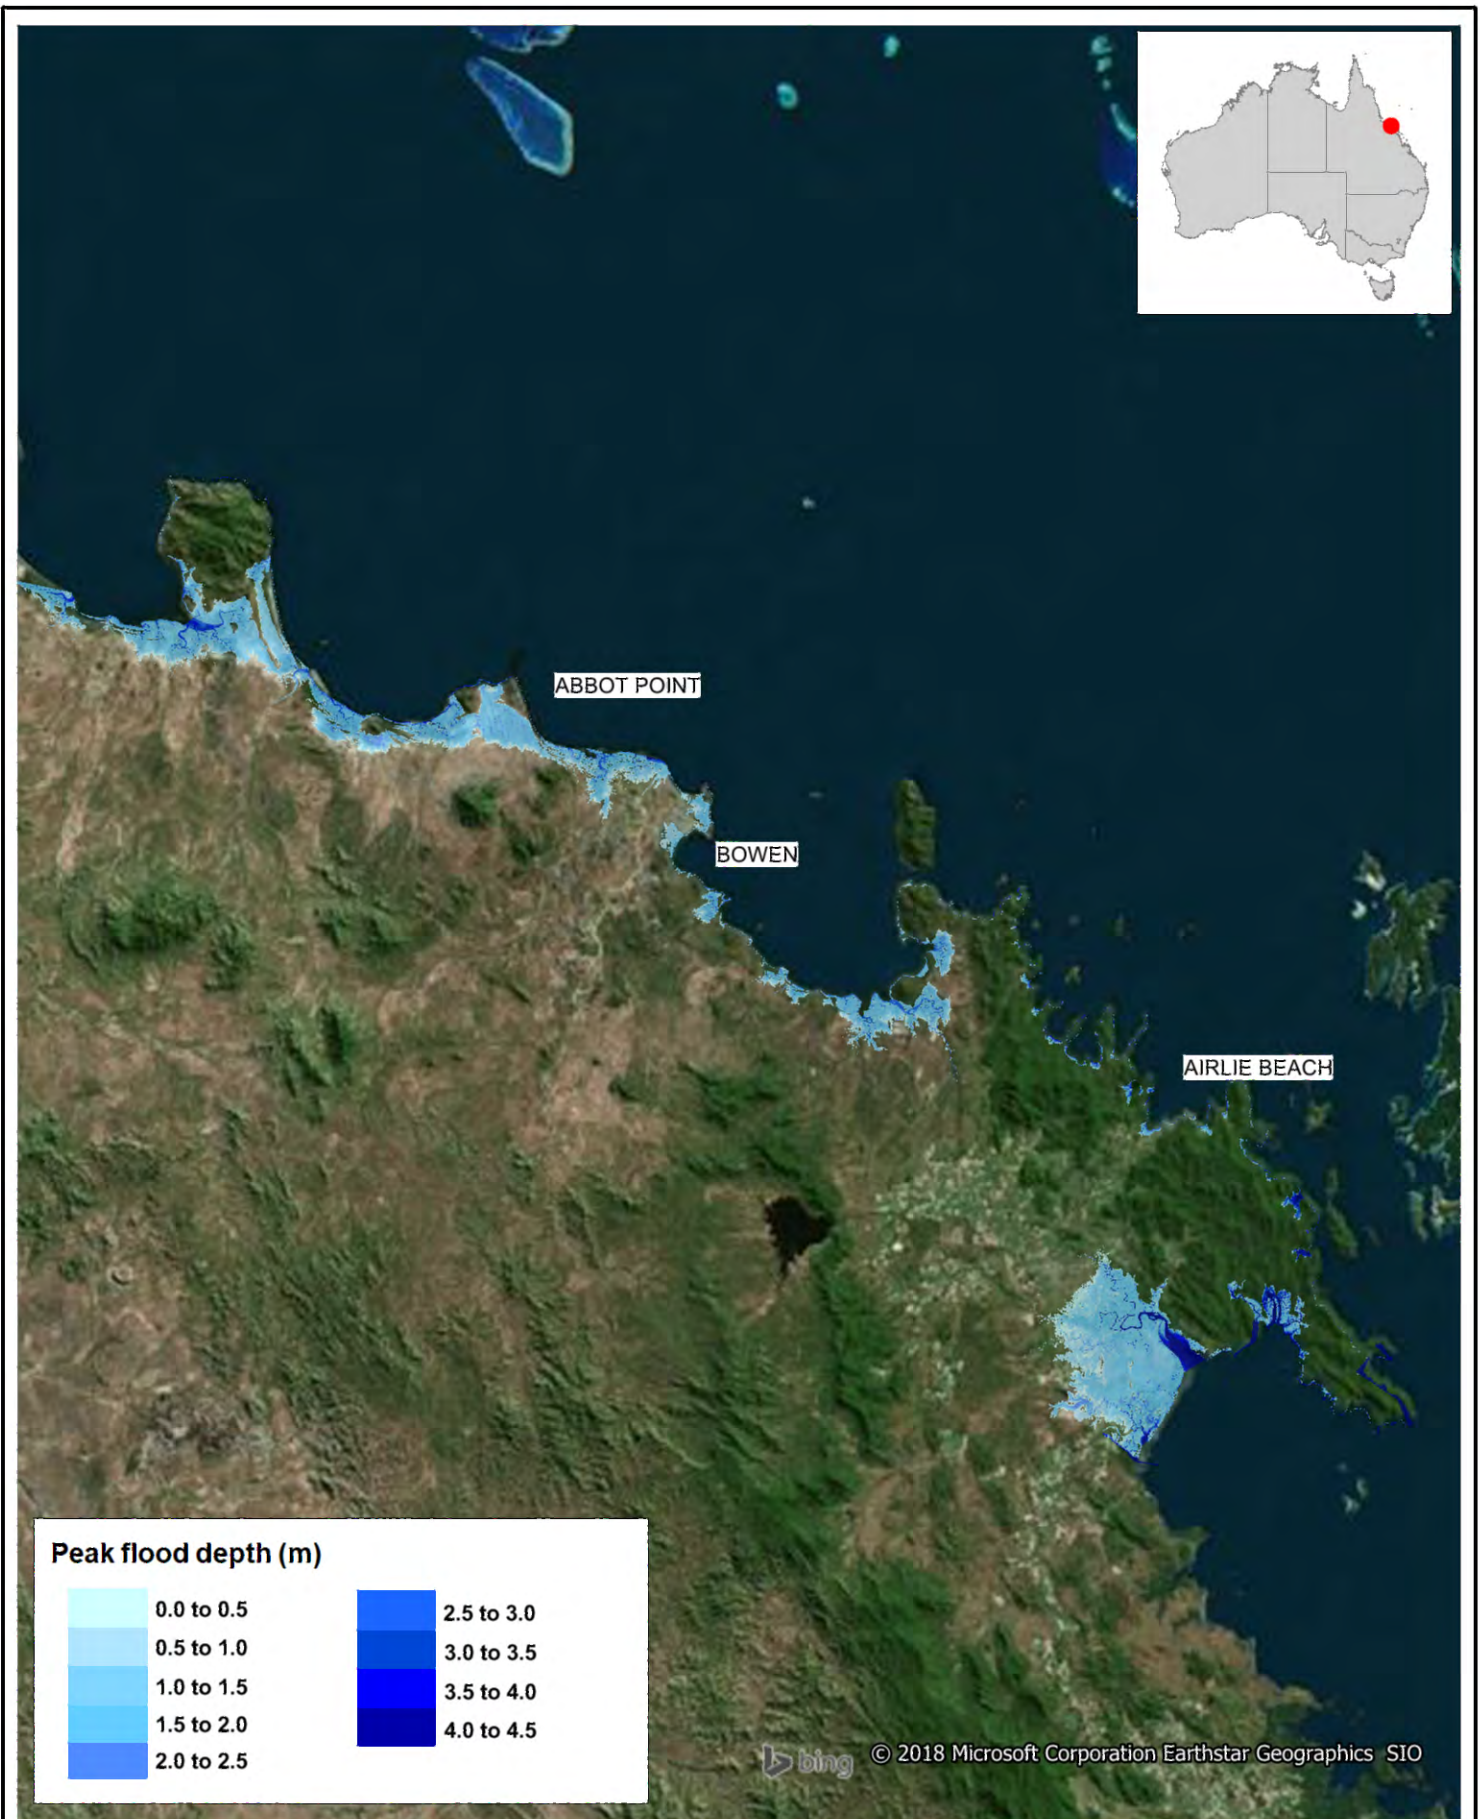 ABBOT POINT
BOWEN
AIRLIE BEACH
Peak flood depth (m)
0.0 to 0.5
0.5 to 1.0
1.0 to 1.5
1.5 to 2.0
2.0 to 2.5
2.5 to 3.0
3.0 to 3.5
3.5 to 4.0
4.0 to 4.5
bing
© 2018 Microsoft Corporation Earthstar Geographics SIO